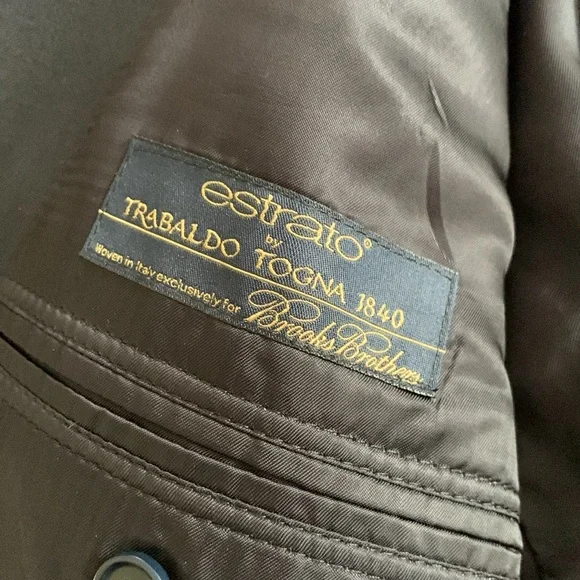 estrato®
BY
TRABALDO TOGNA 1840
Woven in Italy exclusively for Brooks Brothers